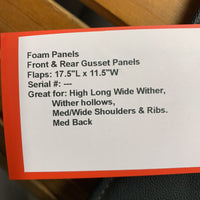 Foam Panels
Front & Rear Gusset Panels
Flaps: 17.5"L x 11.5"W
Serial #: ---
Great for: High Long Wide Wither,
Wither hollows,
Med/Wide Shoulders & Ribs.
Med Back